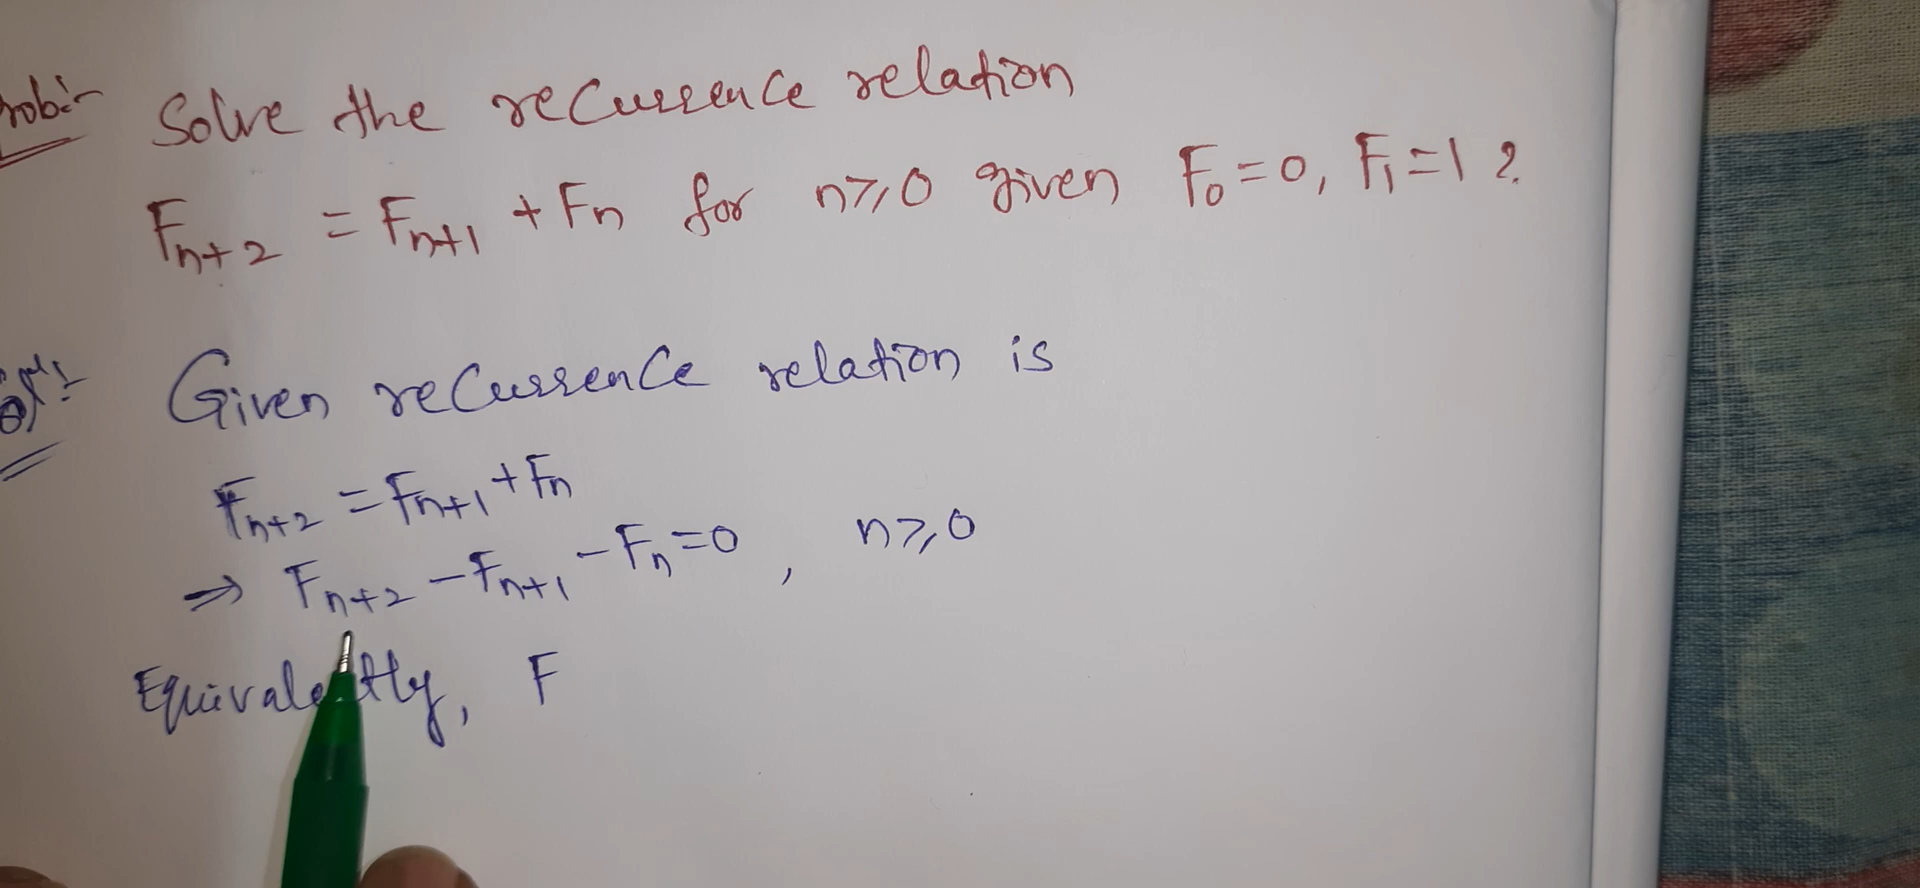 Solve the recurrence relation
Fn+2 = Fn+1 + Fn for n≥0 given F0=0, F1=1?
Given recurrence relation is
Fn+2 = Fn+1 + Fn
⇒ Fn+2 - Fn+1 - Fn=0, n≥0
Equivalently, F